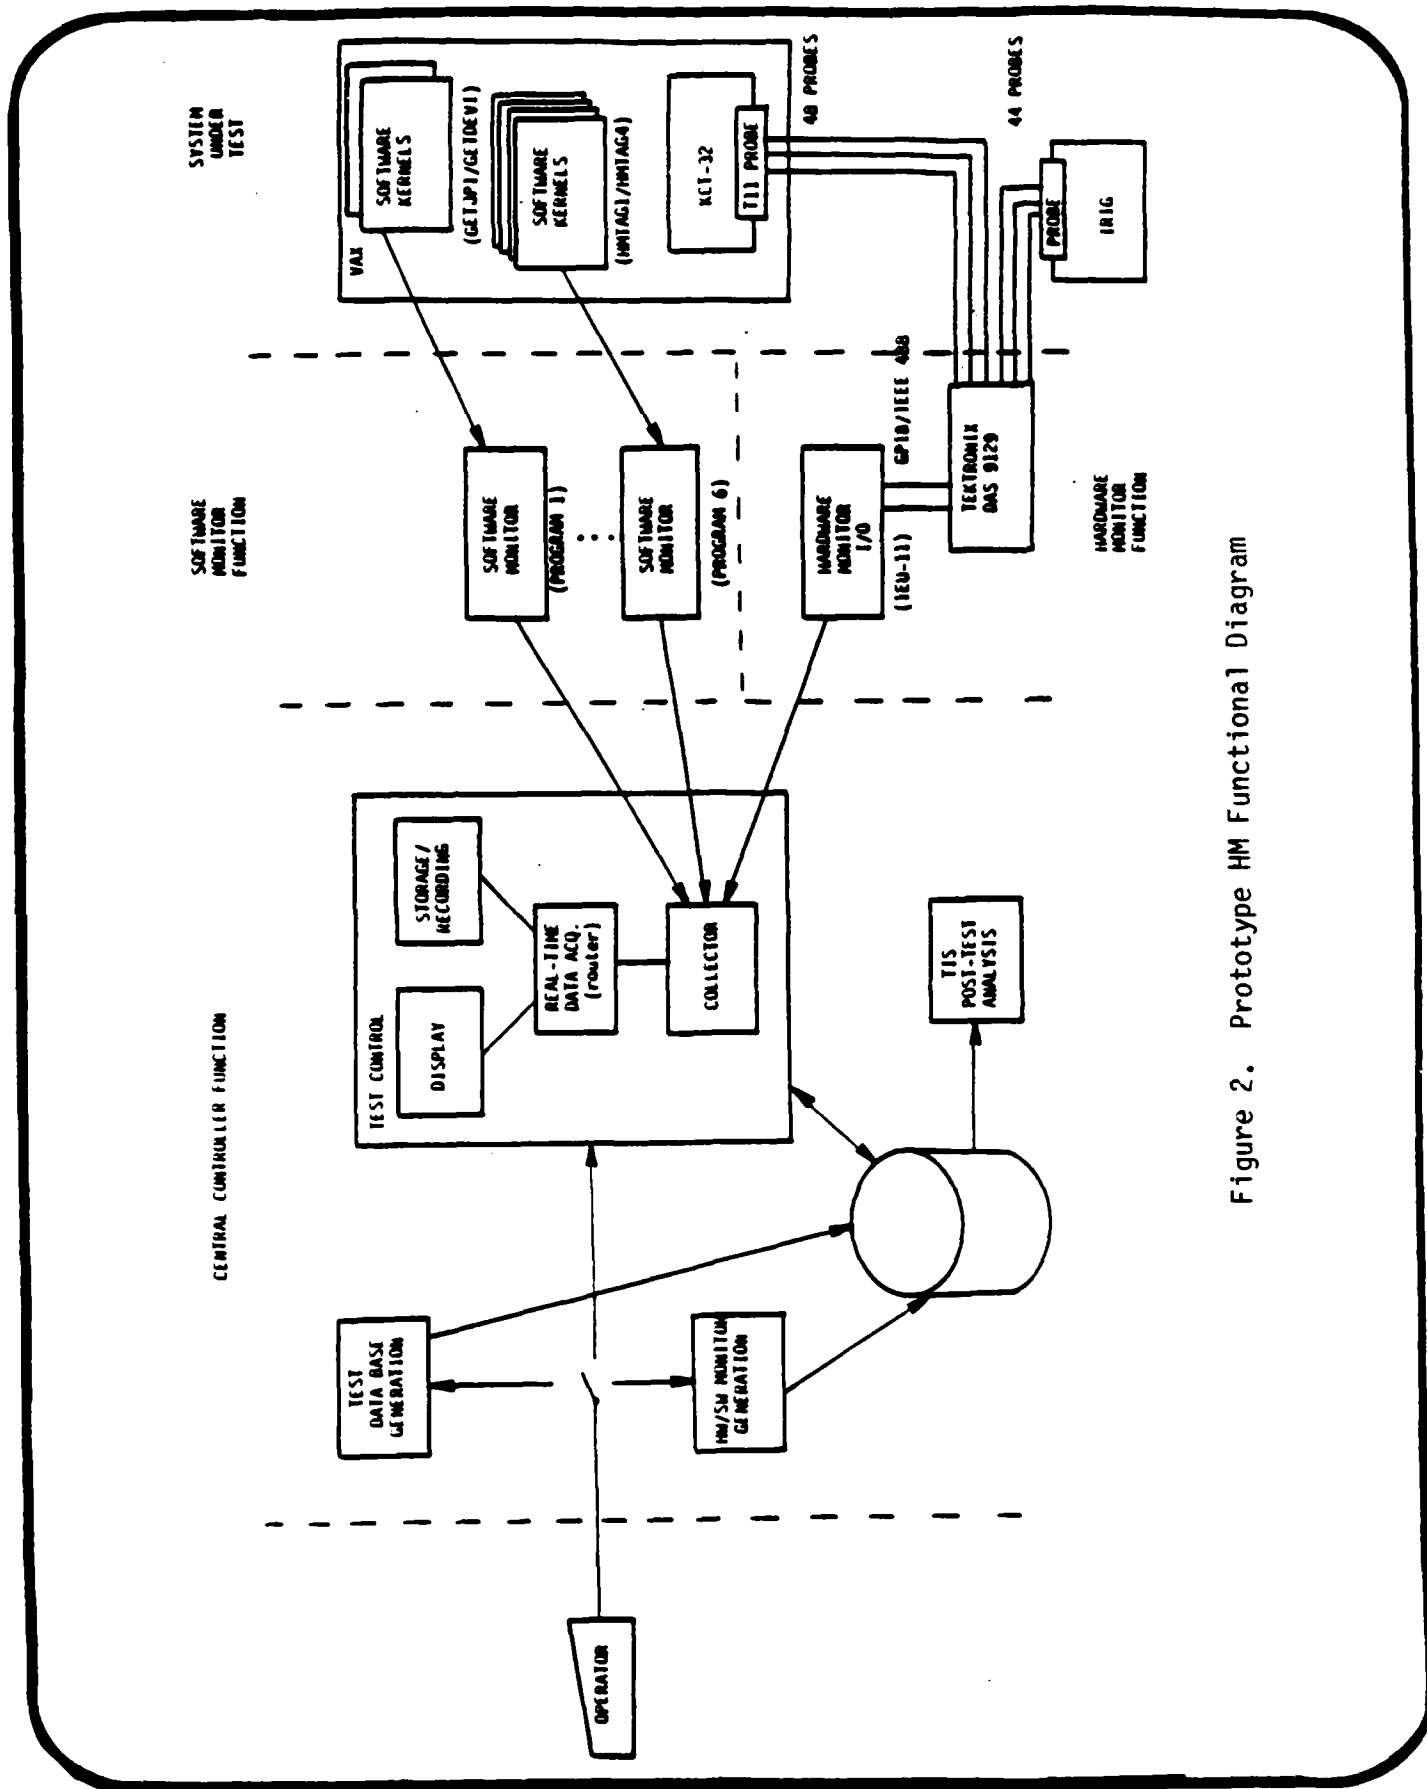 CENTRAL CONTROLLER FUNCTION
SOFTWARE
MONITOR
FUNCTION
SYSTEM
UNDER
TEST
OPERATOR
TEST
DATA BASE
GENERATION
HW/SW MONITOR
GENERATION
TEST CONTROL
DISPLAY
STORAGE/
RECORDING
REAL-TIME
DATA ACQ.
(router)
COLLECTOR
TIS
POST-TEST
ANALYSIS
SOFTWARE
MONITOR
(PROGRAM 1)
SOFTWARE
MONITOR
(PROGRAM 6)
HARDWARE
MONITOR
I/O
(IEU-11)
GPIB/IEEE 488
TEKTRONIX
DAS 9129
HARDWARE
MONITOR
FUNCTION
VAX
SOFTWARE
KERNELS
(GETJPI/GETDEVI)
SOFTWARE
KERNELS
(HMTAG1/HMTAG4)
KCT-32
T11 PROBE
48 PROBES
44 PROBES
PROBE
IRIG
Figure 2. Prototype HM Functional Diagram